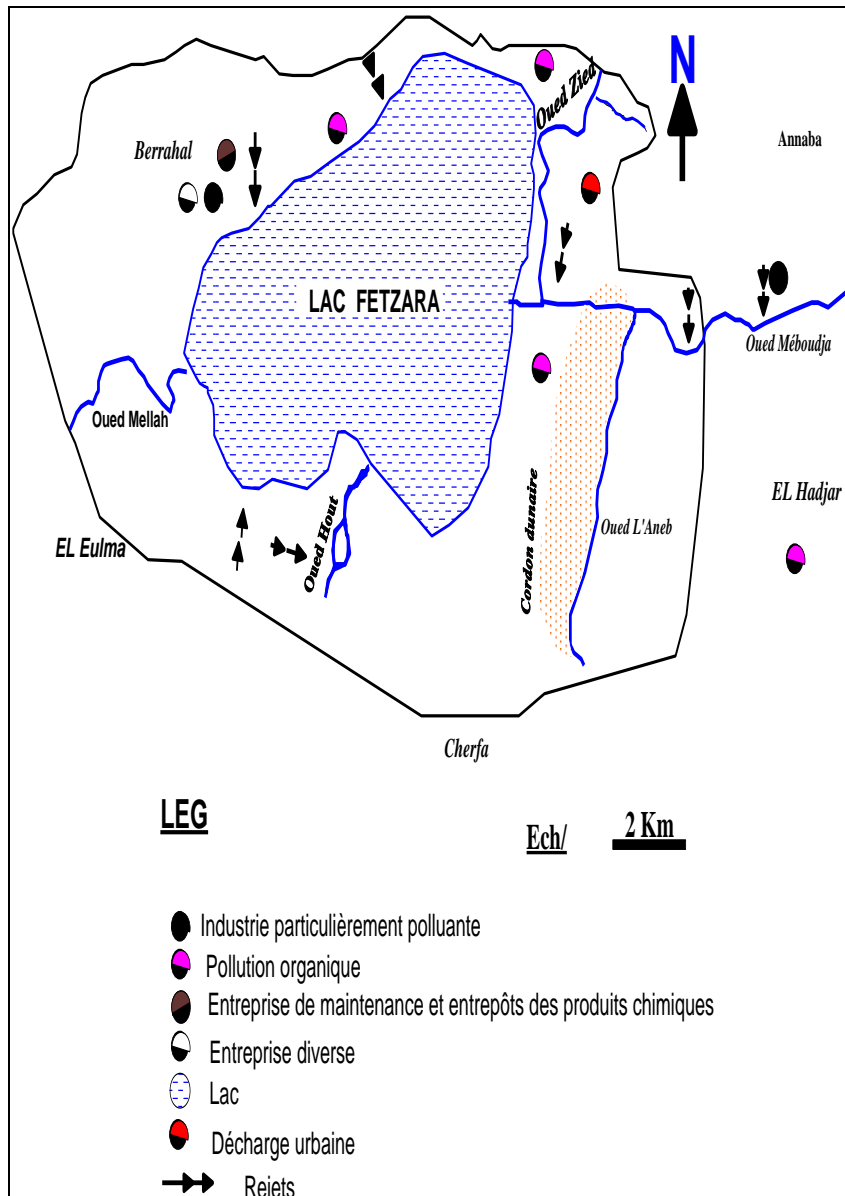 N
Oued Zied
Annaba
Berrahal
LAC FETZARA
Oued Méboudja
Oued Mellah
EL Hadjar
Oued Hout
Cordon dunaire
Oued L'Aneb
EL Eulma
Cherfa
LEG
Ech/ 2 Km
Industrie particulièrement polluante
Pollution organique
Entreprise de maintenance et entrepôts des produits chimiques
Entreprise diverse
Lac
Décharge urbaine
Rejets